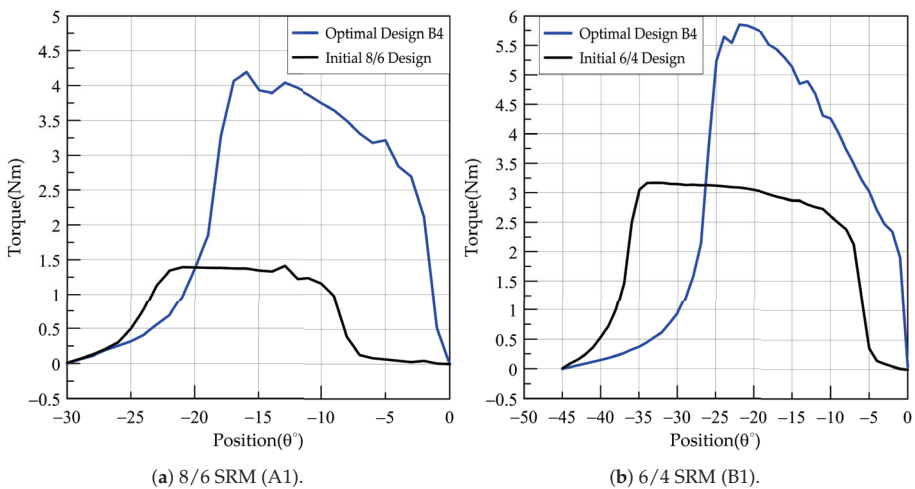 5
4.5
4
3.5
3
2.5
2
1.5
1
0.5
0
−0.5
Torque(Nm)
Optimal Design B4
Initial 8/6 Design
−30 −25 −20 −15 −10 −5 0
Position(θ°)
(a) 8/6 SRM (A1).
6
5.5
5
4.5
4
3.5
3
2.5
2
1.5
1
0.5
0
−0.5
Torque(Nm)
Optimal Design B4
Initial 6/4 Design
−50 −45 −40 −35 −30 −25 −20 −15 −10 −5 0
Position(θ°)
(b) 6/4 SRM (B1).